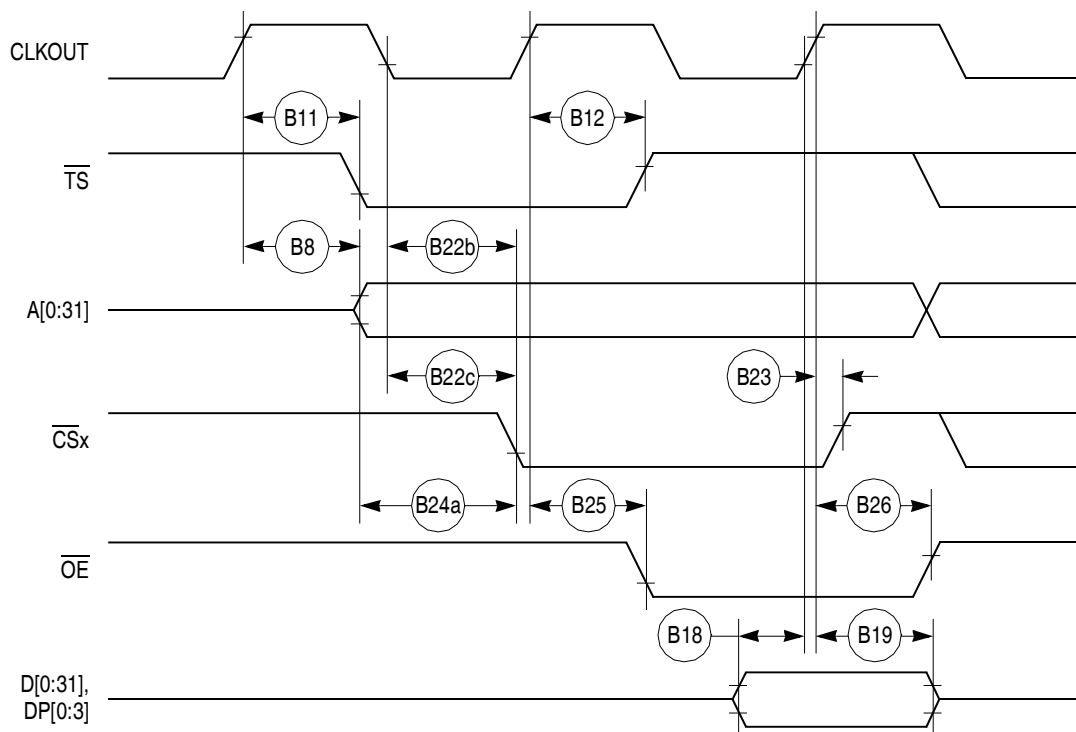 CLKOUT
B11
B12
TS
B8
B22b
A[0:31]
B22c
B23
CSx
B24a
B25
B26
OE
B18
B19
D[0:31],
DP[0:3]